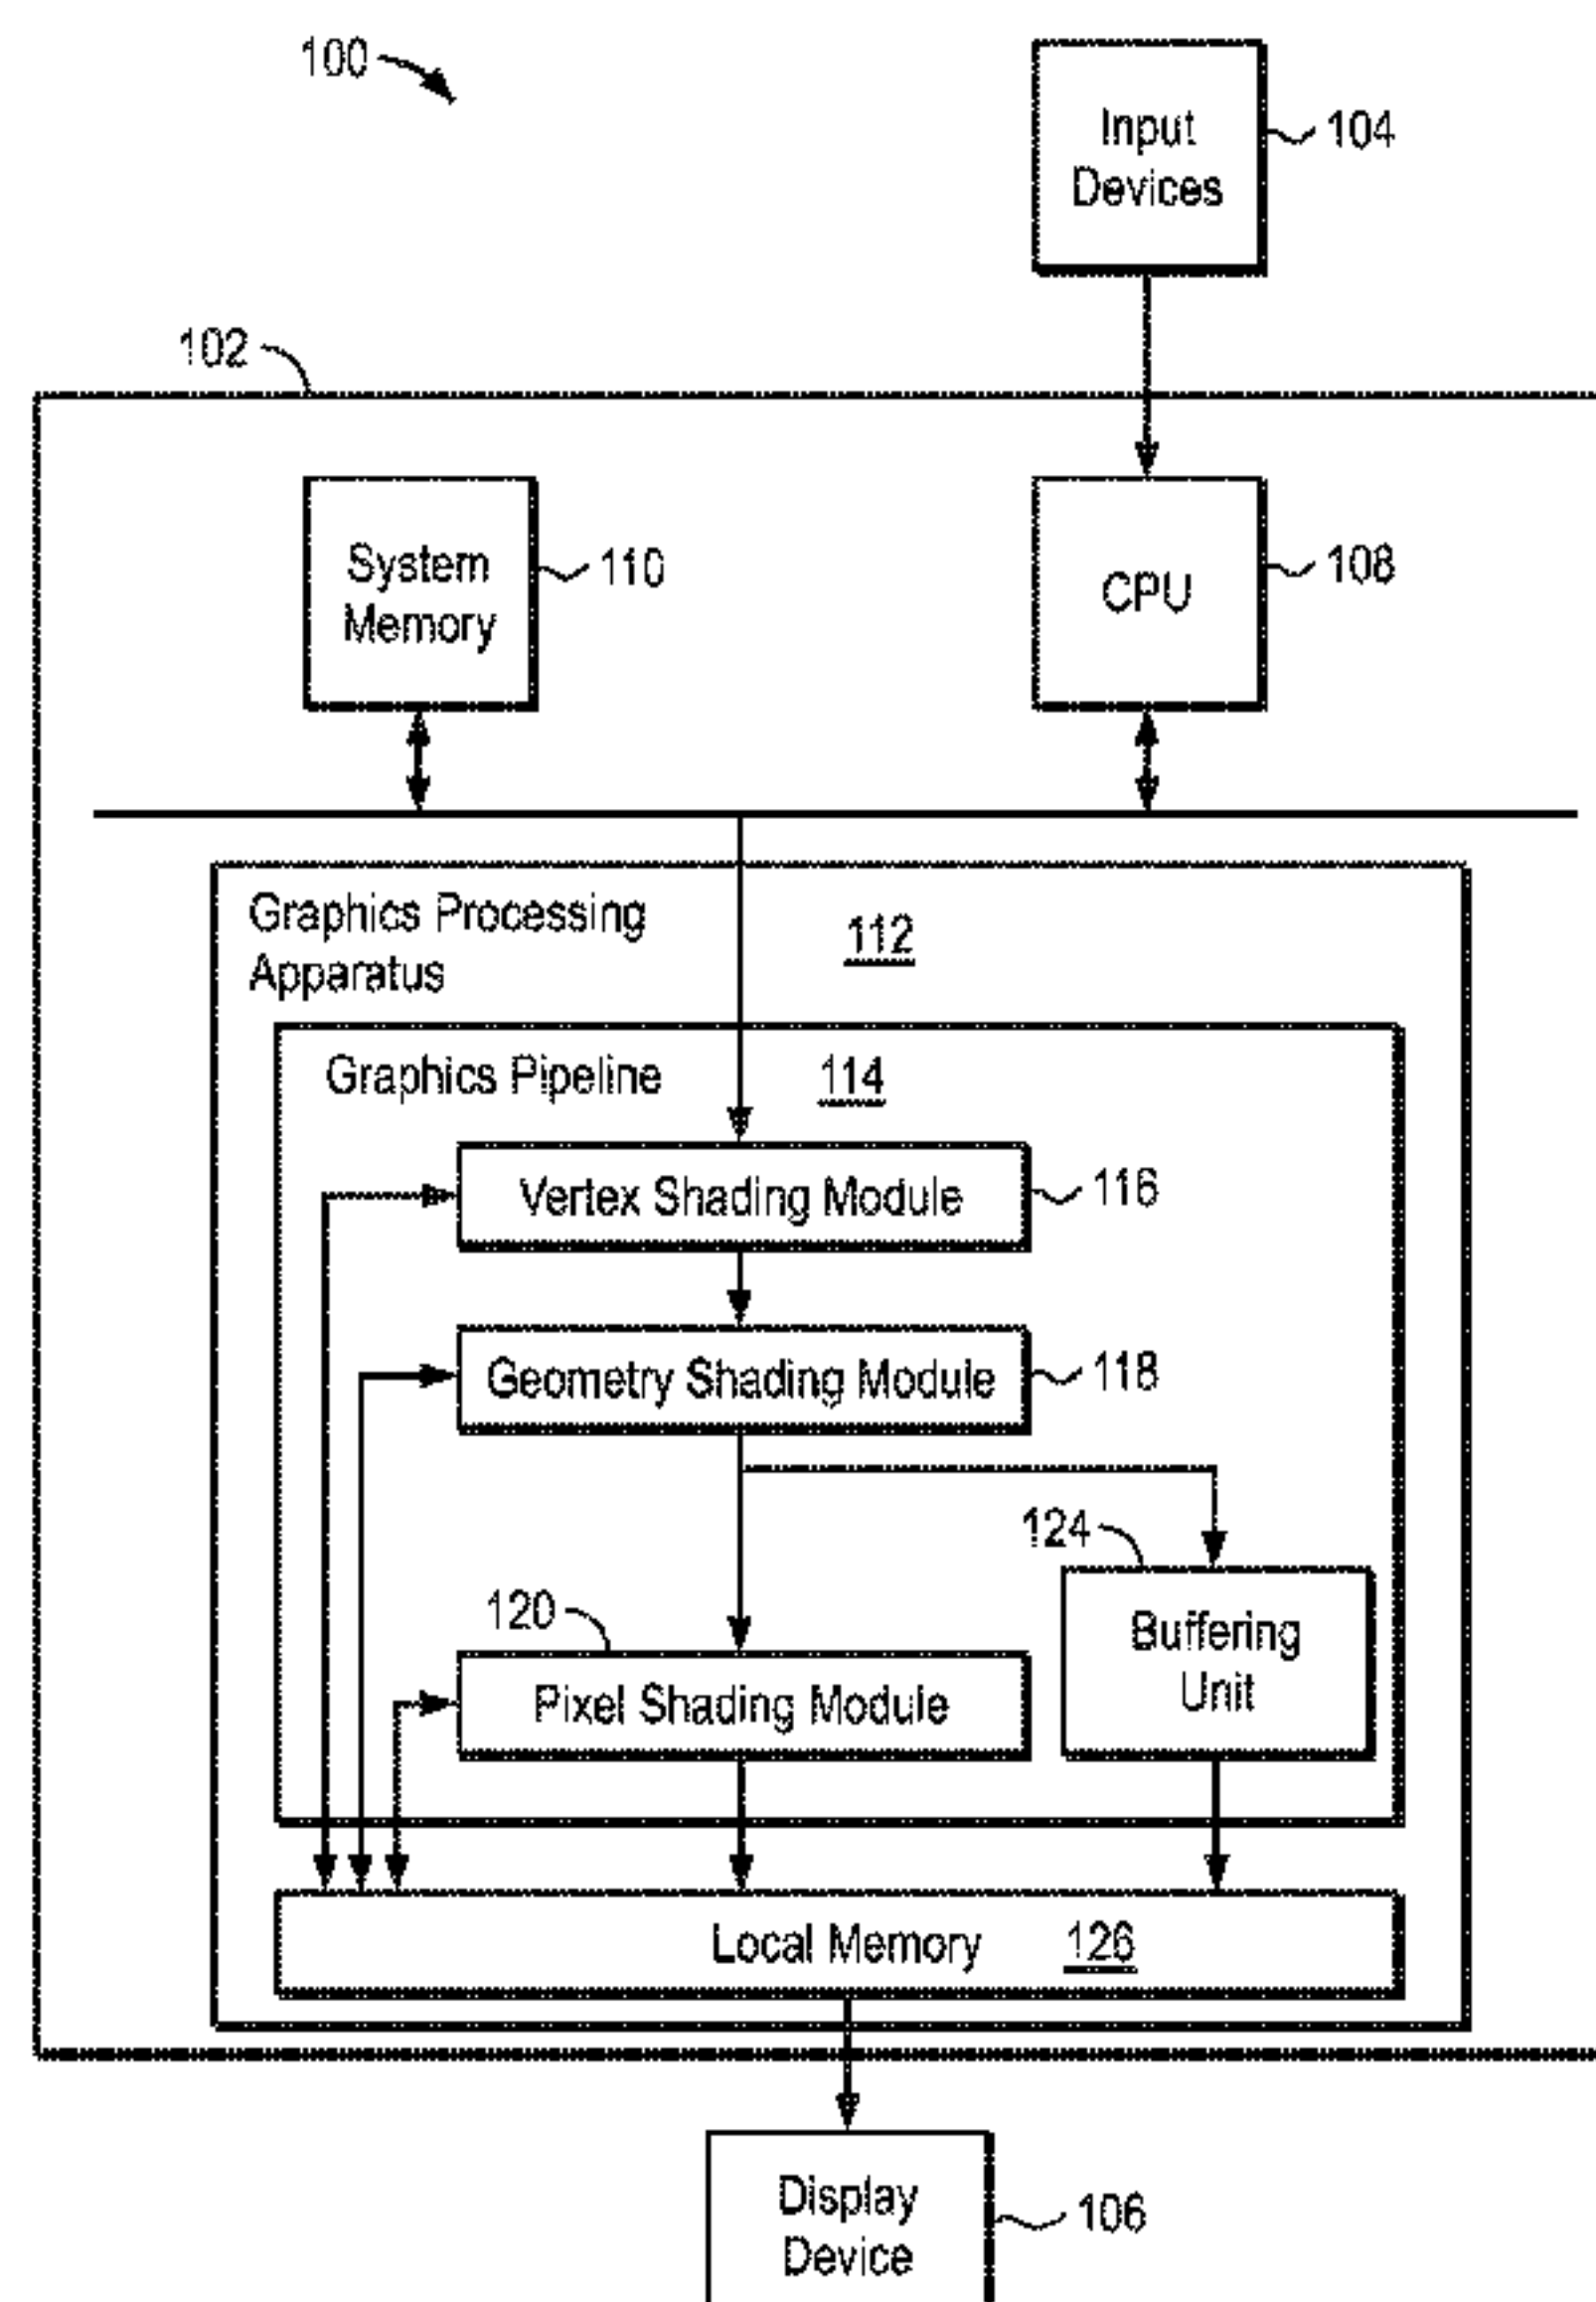 100
Input
Devices
104
102
System
Memory
110
CPU
108
Graphics Processing
Apparatus
112
Graphics Pipeline
114
Vertex Shading Module
116
Geometry Shading Module
118
124
120
Buffering
Unit
Pixel Shading Module
Local Memory
126
Display
Device
106